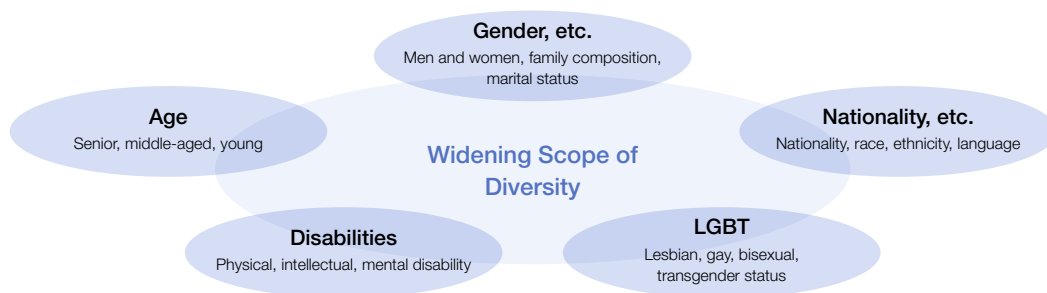 Gender, etc.
Men and women, family composition,
marital status
Age
Senior, middle-aged, young
Nationality, etc.
Nationality, race, ethnicity, language
Widening Scope of
Diversity
Disabilities
Physical, intellectual, mental disability
LGBT
Lesbian, gay, bisexual,
transgender status